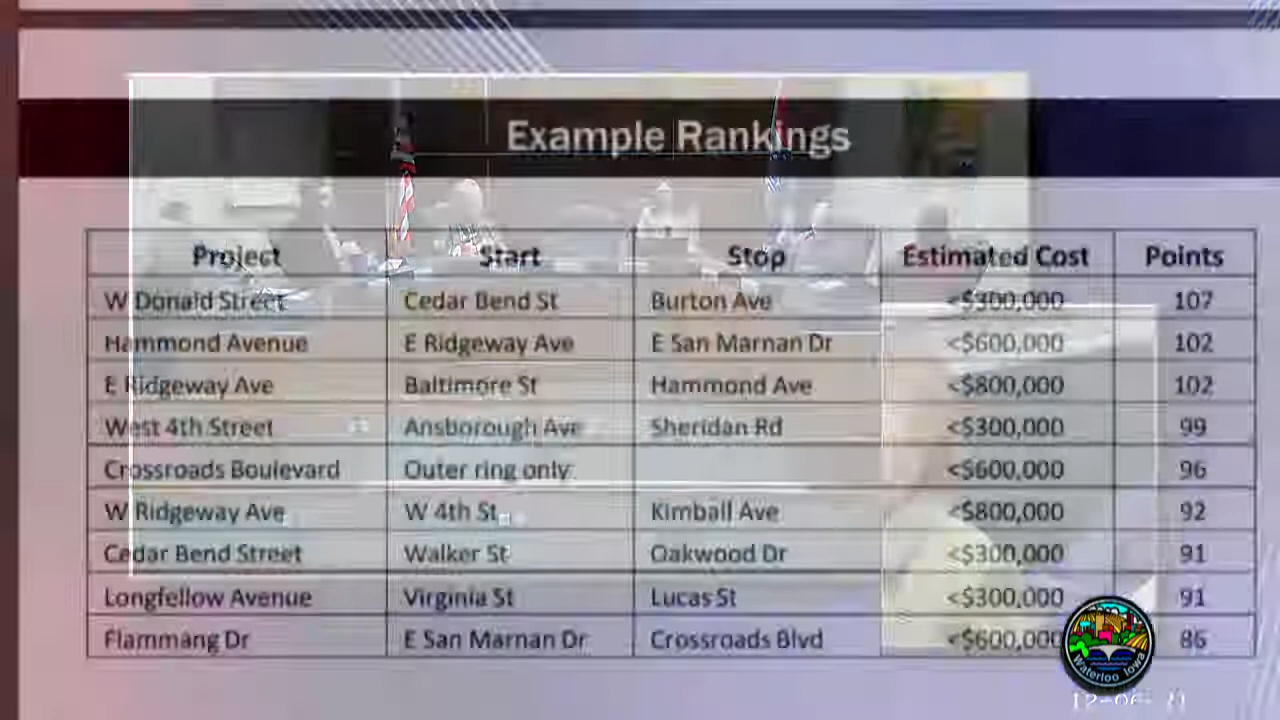 Example Rankings
Project Start Stop Estimated Cost Points
W Donald Street Cedar Bend St Burton Ave <$300,000 107
Hammond Avenue E Ridgeway Ave E San Marnan Dr <$600,000 102
E Ridgeway Ave Baltimore St Hammond Ave <$800,000 102
West 4th Street Ansborough Ave Sheridan Rd <$300,000 99
Crossroads Boulevard Outer ring only <$600,000 96
W Ridgeway Ave W 4th St Kimball Ave <$800,000 92
Cedar Bend Street Walker St Oakwood Dr <$300,000 91
Longfellow Avenue Virginia St Lucas St <$300,000 91
Flammang Dr E San Marnan Dr Crossroads Blvd <$600,000 86
Waterloo Iowa